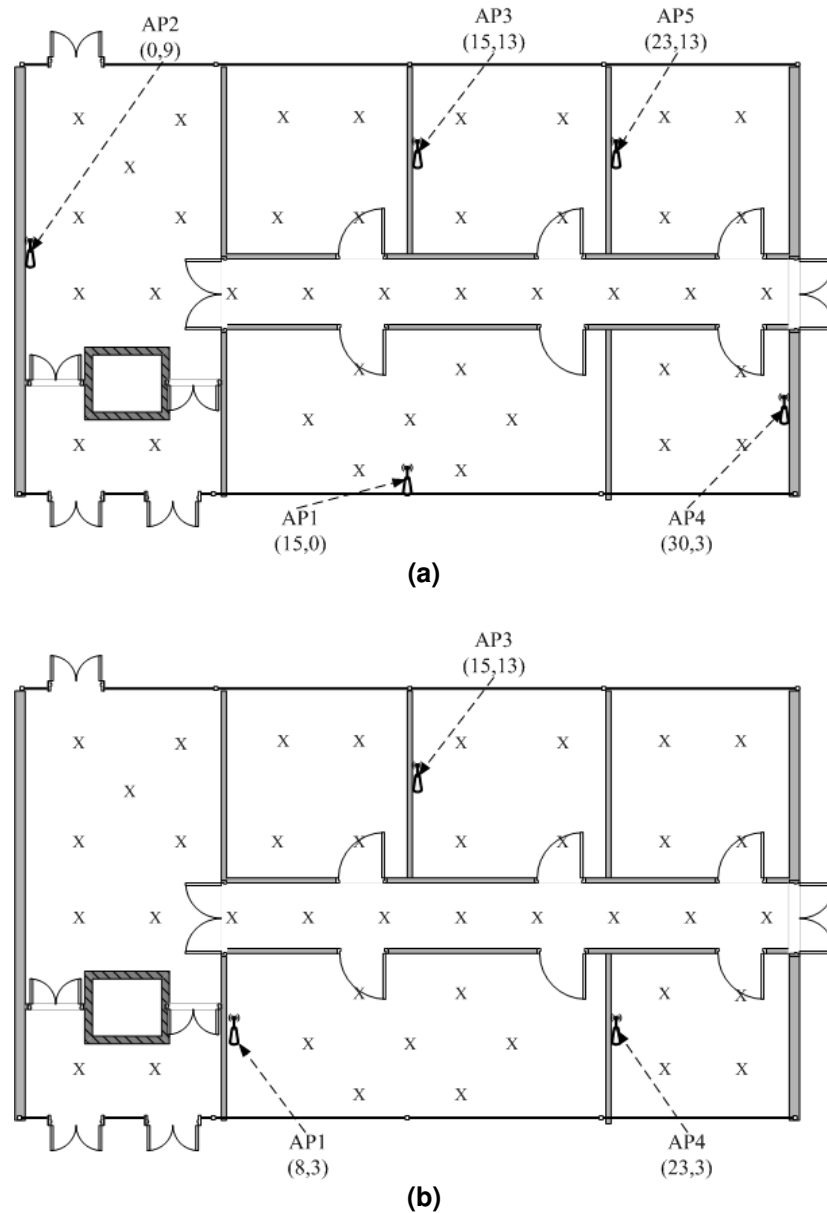 AP2
(0,9)
AP3
(15,13)
AP5
(23,13)
X X X X X X X X
X
X X X X X X X X
X X X X X X X X X X
X X X X
X X X
X X X X
X X
AP1
(15,0)
AP4
(30,3)
(a)
AP3
(15,13)
X X X X X X X X
X
X X X X X X X X
X X X X X X X X X X
X X X X
X X X
X X X X
X X
AP1
(8,3)
AP4
(23,3)
(b)